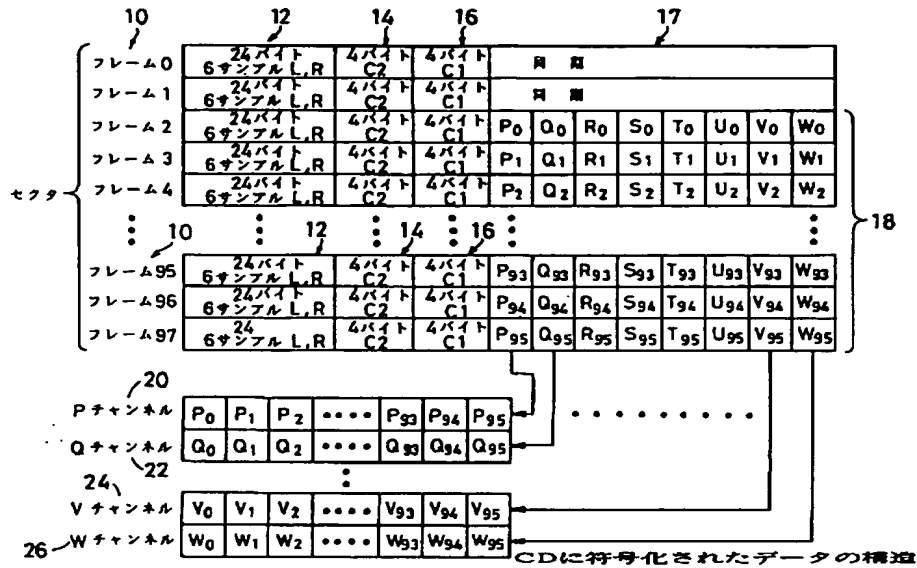 10 12 14 16 17
フレーム0 24バイト 6サンプル L,R 4バイト C2 4バイト C1
フレーム1 24バイト 6サンプル L,R 4バイト C2 4バイト C1
フレーム2 24バイト 6サンプル L,R 4バイト C2 4バイト C1 P0 Q0 R0 S0 T0 U0 V0 W0
フレーム3 24バイト 6サンプル L,R 4バイト C2 4バイト C1 P1 Q1 R1 S1 T1 U1 V1 W1
フレーム4 24バイト 6サンプル L,R 4バイト C2 4バイト C1 P2 Q2 R2 S2 T2 U2 V2 W2
セクタ
18
10 12 14 16
フレーム95 24バイト 6サンプル L,R 4バイト C2 4バイト C1 P93 Q93 R93 S93 T93 U93 V93 W93
フレーム96 24バイト 6サンプル L,R 4バイト C2 4バイト C1 P94 Q94 R94 S94 T94 U94 V94 W94
フレーム97 24 6サンプル L,R 4バイト C2 4バイト C1 P95 Q95 R95 S95 T95 U95 V95 W95
20
Pチャンネル P0 P1 P2 •••• P93 P94 P95
Qチャンネル Q0 Q1 Q2 •••• Q93 Q94 Q95
22
24
Vチャンネル V0 V1 V2 •••• V93 V94 V95
26 Wチャンネル W0 W1 W2 •••• W93 W94 W95
CDに符号化されたデータの構造